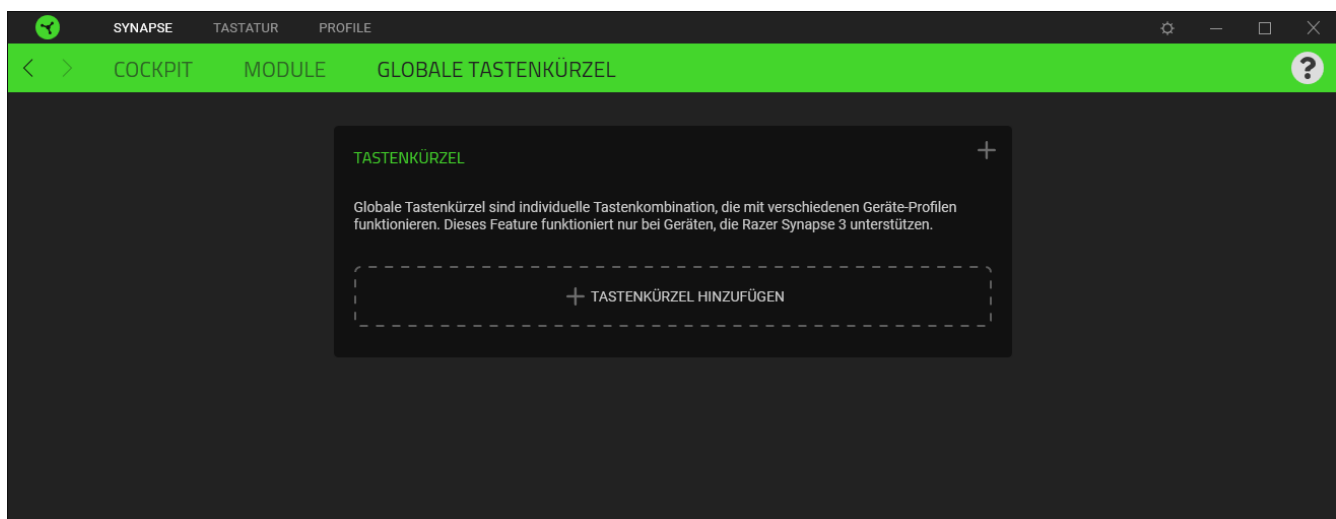 SYNAPSE TASTATUR PROFILE
COCKPIT MODULE GLOBALE TASTENKÜRZEL ?
TASTENKÜRZEL
Globale Tastenkürzel sind individuelle Tastenkombination, die mit verschiedenen Geräte-Profilen
funktionieren. Dieses Feature funktioniert nur bei Geräten, die Razer Synapse 3 unterstützen.
TASTENKÜRZEL HINZUFÜGEN